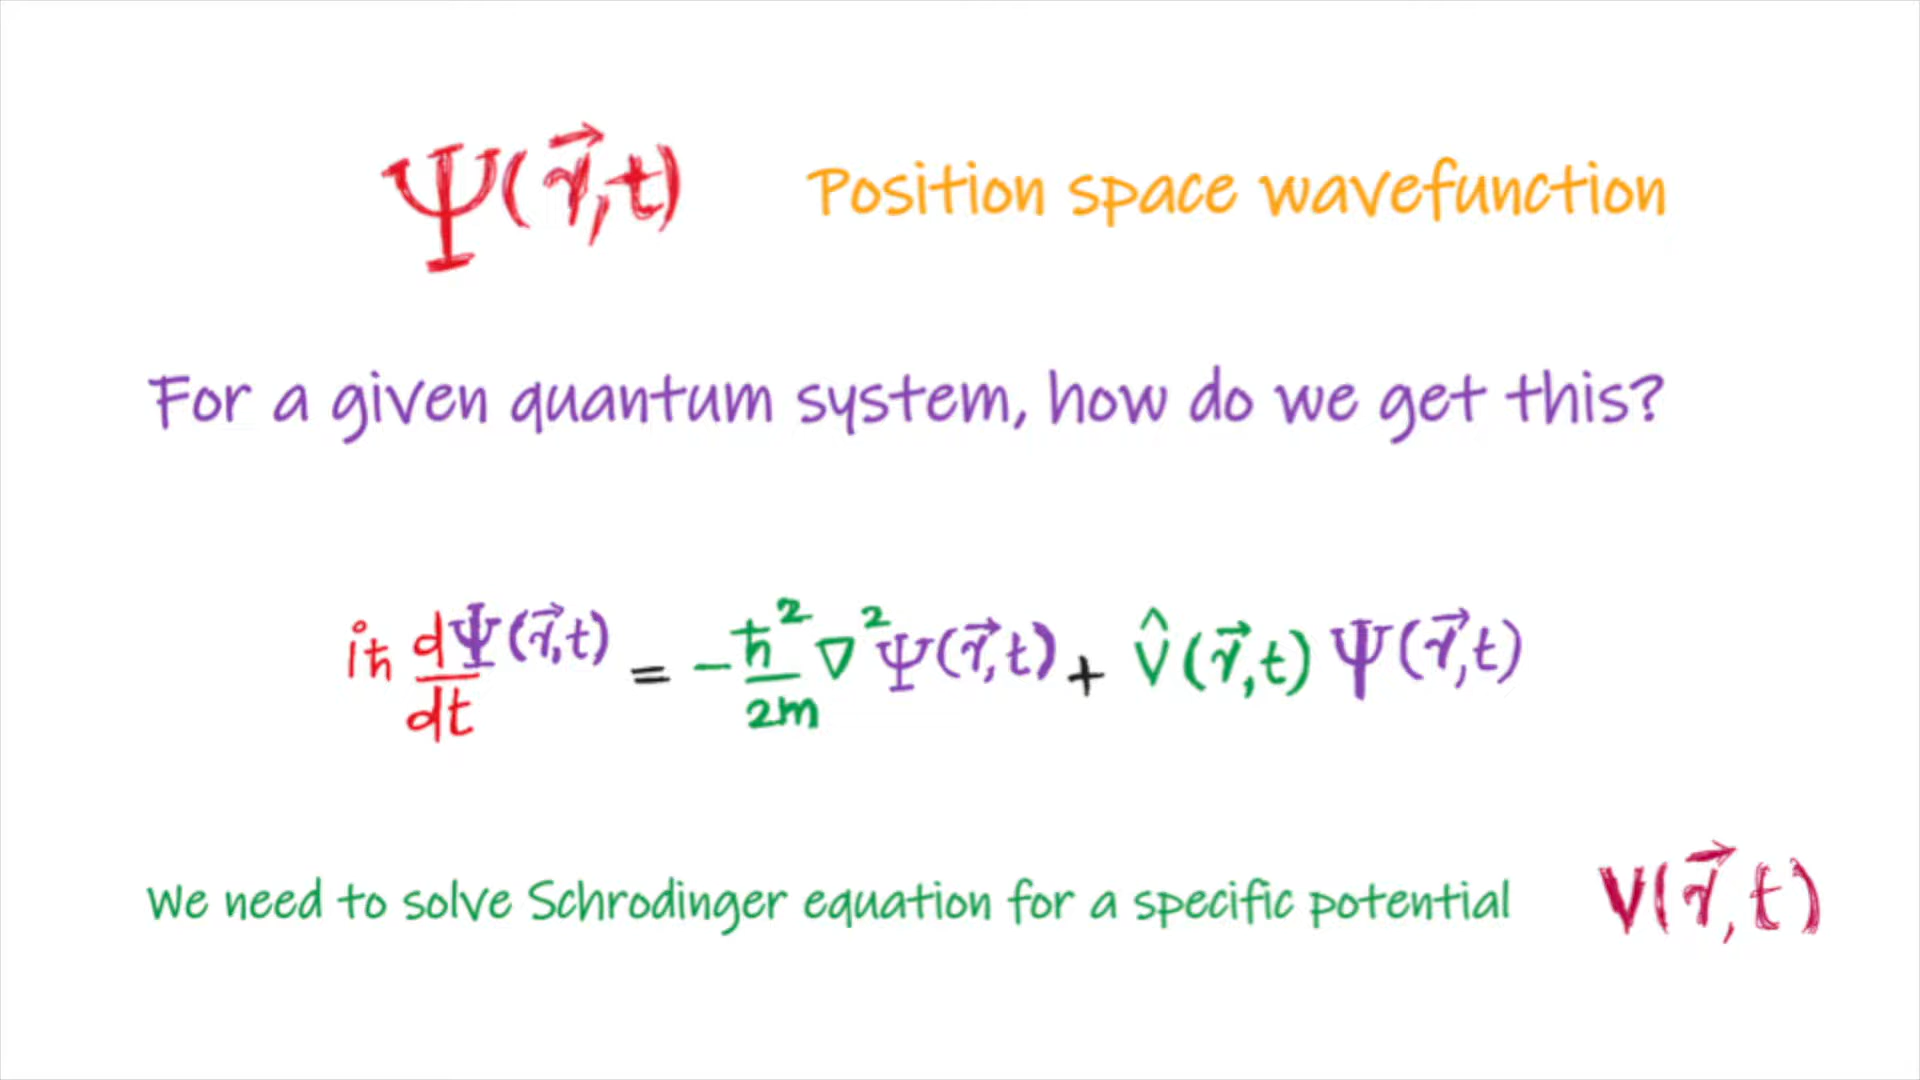 Ψ(r⃗,t) Position space wavefunction
For a given quantum system, how do we get this?
iħ dΨ(r⃗,t)/dt = -ħ²/2m ∇²Ψ(r⃗,t) + V̂(r⃗,t) Ψ(r⃗,t)
We need to solve Schrodinger equation for a specific potential V(r⃗,t)